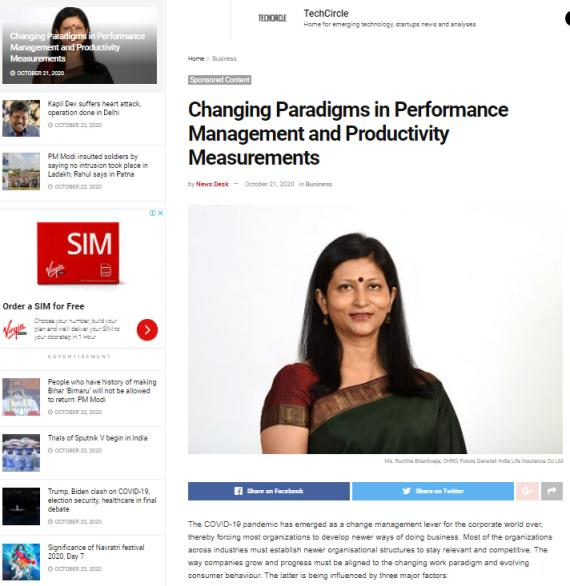 Changing Paradigms in Performance
Management and Productivity
Measurements
OCTOBER 21, 2020
Kapil Dev suffers heart attack,
operation done in Delhi
OCTOBER 23, 2020
PM Modi insulted soldiers by
saying no intrusion took place in
Ladakh, Rahul says in Patna
OCTOBER 23, 2020
SIM
Virgin
Order a SIM for Free
Virgin
Choose your number, build your
plan and we'll deliver your SIM to
your doorstep in 1 Hour
ADVERTISEMENT
People who have history of making
Bihar 'Bimaru' will not be allowed
to return: PM Modi
OCTOBER 23, 2020
Trials of Sputnik V begin in India
OCTOBER 23, 2020
Trump, Biden clash on COVID-19,
election security, healthcare in final
debate
OCTOBER 23, 2020
Significance of Navratri festival
2020, Day 7
OCTOBER 23, 2020
TECHCIRCLE
TechCircle
Home for emerging technology, startups news and analyses
Home > Business
Sponsored Content
Changing Paradigms in Performance
Management and Productivity
Measurements
by News Desk — October 21, 2020 in Business
Ms. Ruchira Bhardwaja, CHRO, Future Generali India Life Insurance Co Ltd
Share on Facebook
Share on Twitter
The COVID-19 pandemic has emerged as a change management lever for the corporate world over,
thereby forcing most organizations to develop newer ways of doing business. Most of the organizations
across industries must establish newer organisational structures to stay relevant and competitive. The
way companies grow and progress must be aligned to the changing work paradigm and evolving
consumer behaviour. The latter is being influenced by three major factors: